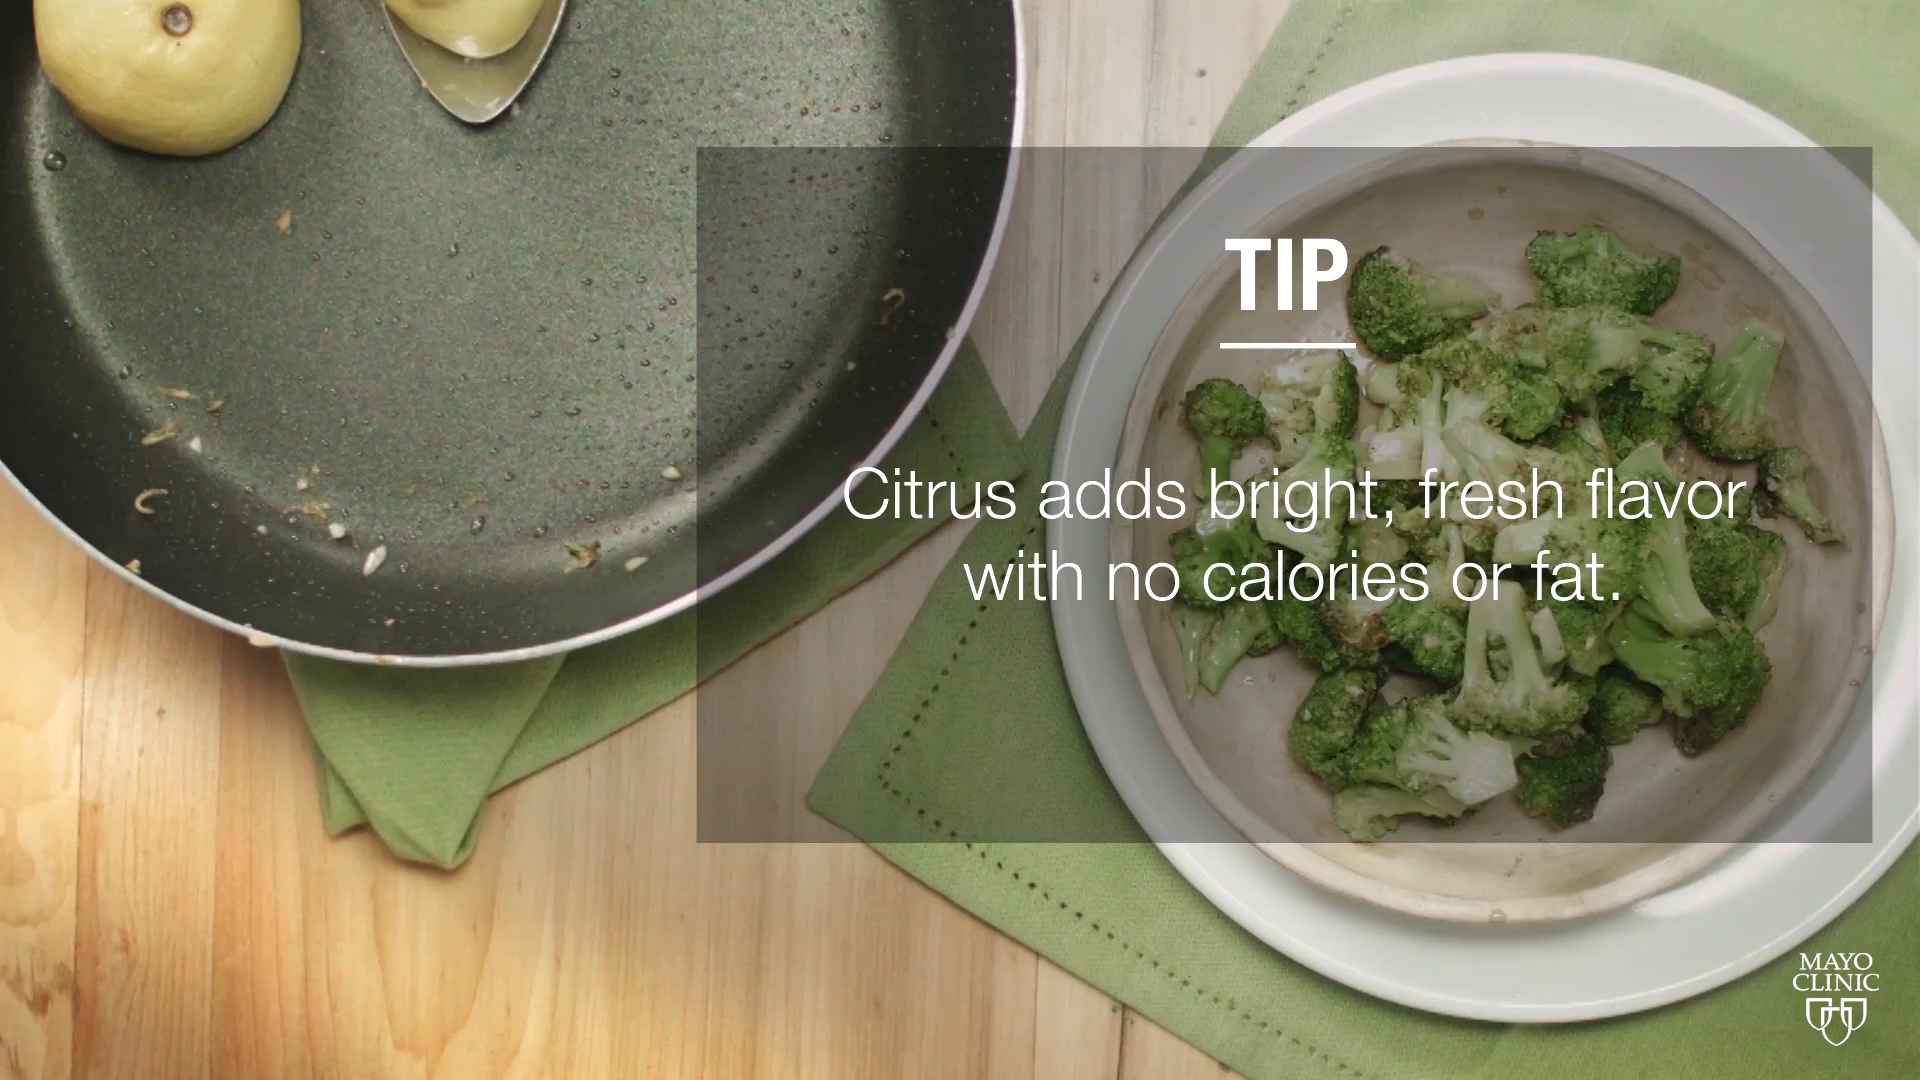 TIP
Citrus adds bright, fresh flavor
with no calories or fat.
MAYO
CLINIC